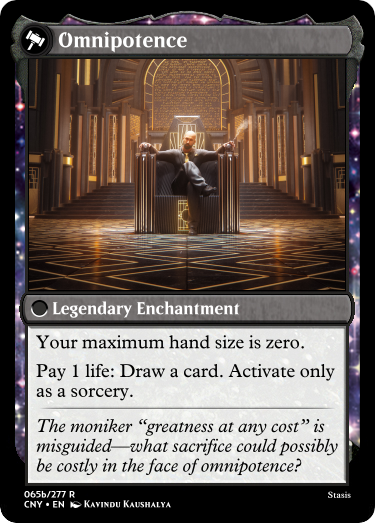 Omnipotence
Legendary Enchantment
Your maximum hand size is zero.
Pay 1 life: Draw a card. Activate only
as a sorcery.
The moniker “greatness at any cost” is
misguided—what sacrifice could possibly
be costly in the face of omnipotence?
065b/277 R
Stasis
CNY • EN Kavindu Kaushalya